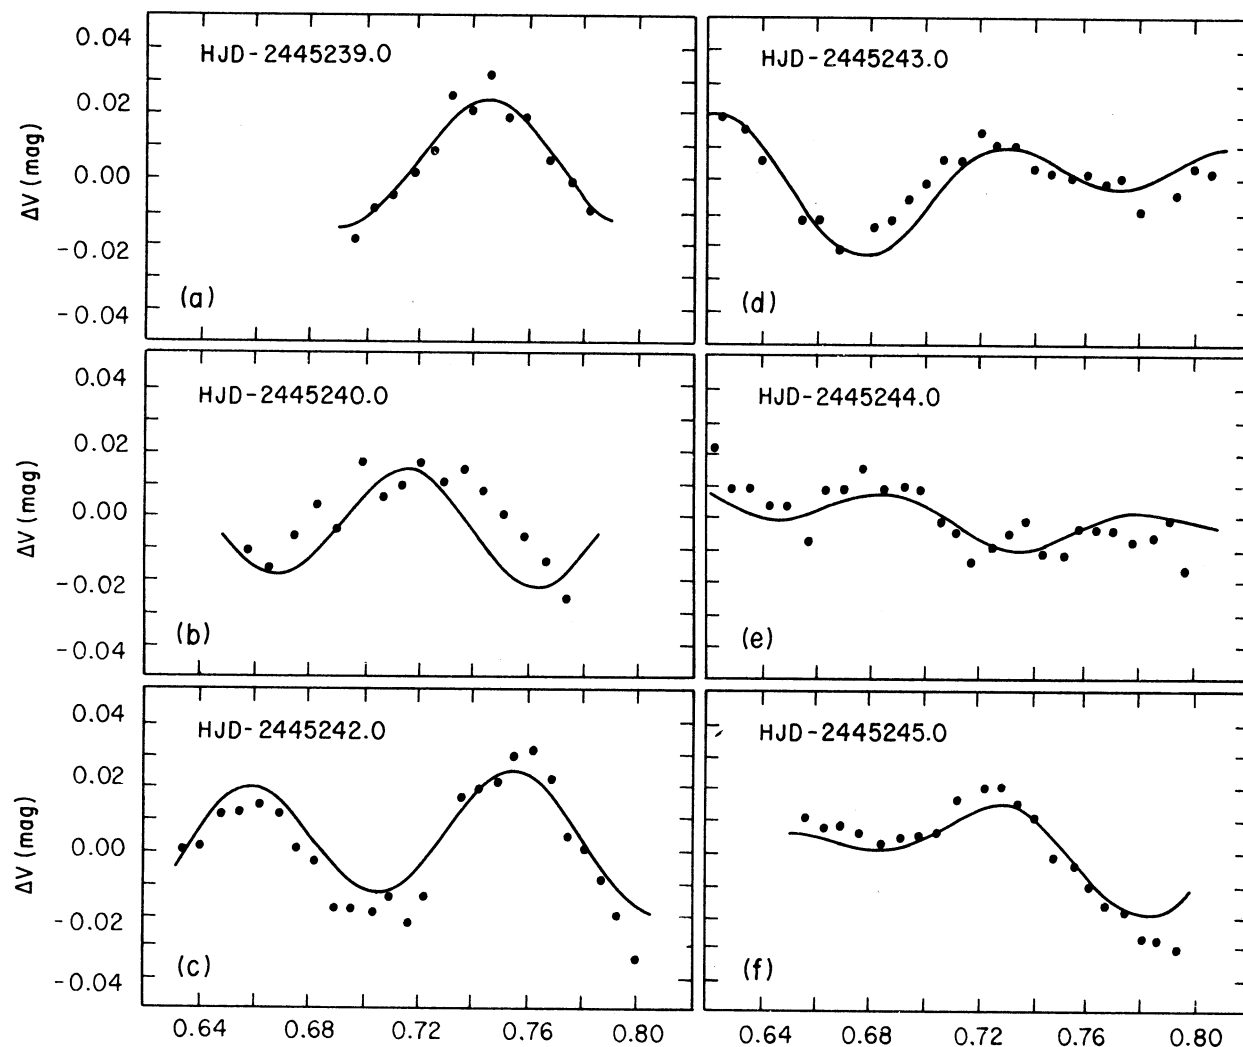 HJD-2445239.0
0.04
0.02
0.00
-0.02
-0.04
ΔV (mag)
(a)
HJD-2445243.0
(d)
HJD-2445240.0
0.04
0.02
0.00
-0.02
-0.04
ΔV (mag)
(b)
HJD-2445244.0
(e)
HJD-2445242.0
0.04
0.02
0.00
-0.02
-0.04
ΔV (mag)
(c)
HJD-2445245.0
(f)
0.64 0.68 0.72 0.76 0.80
0.64 0.68 0.72 0.76 0.80